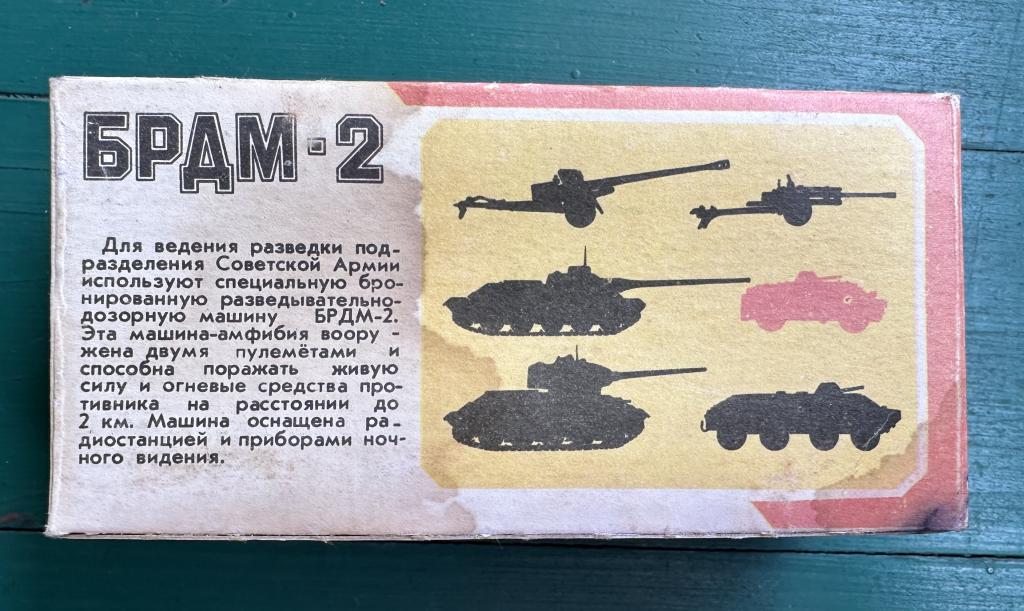 БРДМ-2
Для ведения разведки под-
разделения Советской Армии
используют специальную бро-
нированную разведывательно-
дозорную машину БРДМ-2.
Эта машина-амфибия воору -
жена двумя пулемётами и
способна поражать живую
силу и огневые средства про-
тивника на расстоянии до
2 км. Машина оснащена ра-
диостанцией и приборами ноч-
ного видения.